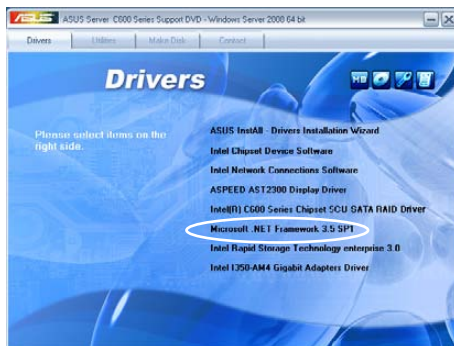 ASUS Server C600 Series Support DVD - Windows Server 2008 64 bit
Drivers
Utilities
Make Disk
Contact
Drivers
Please select items on the
right side.
ASUS InstAll - Drivers Installation Wizard
Intel Chipset Device Software
Intel Network Connections Software
ASPEED AST2300 Display Driver
Intel(R) C600 Series Chipset SCU SATA RAID Driver
Microsoft .NET Framework 3.5 SP1
Intel Rapid Storage Technology enterprise 3.0
Intel I350-AM4 Gigabit Adapters Driver